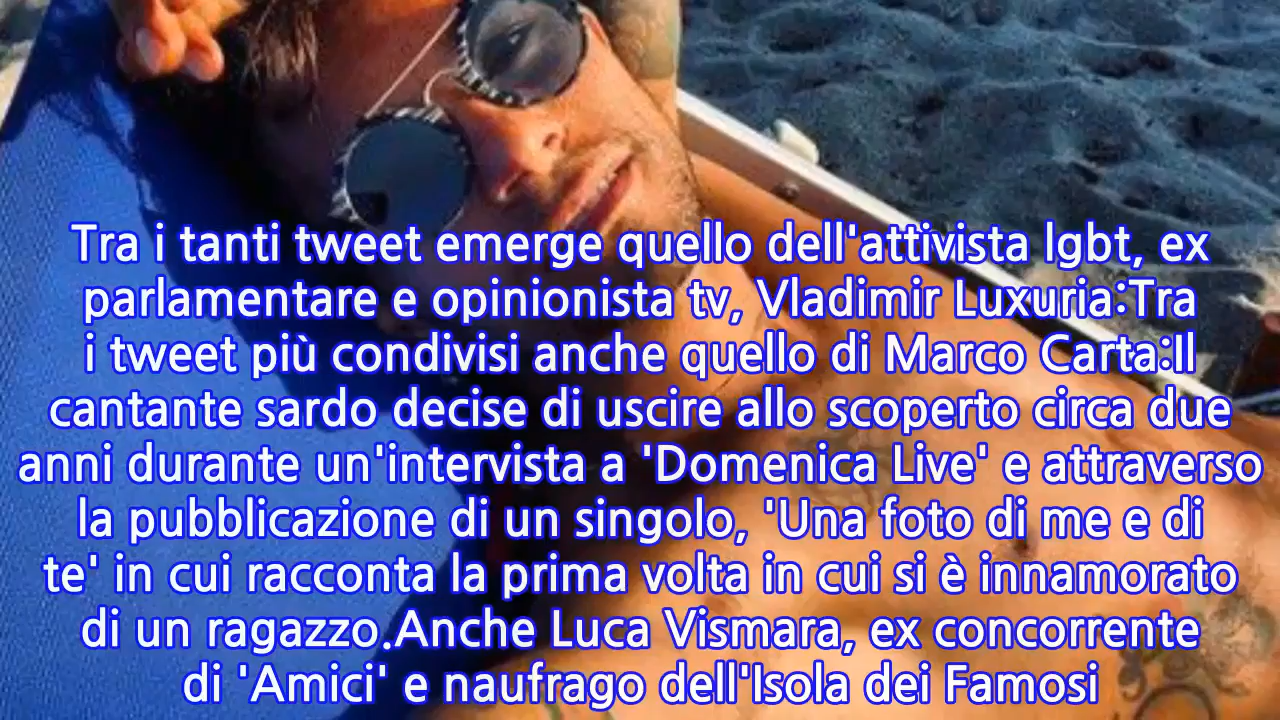 Tra i tanti tweet emerge quello dell'attivista lgbt, ex
parlamentare e opinionista tv, Vladimir Luxuria:Tra
i tweet più condivisi anche quello di Marco Carta:Il
cantante sardo decise di uscire allo scoperto circa due
anni durante un'intervista a 'Domenica Live' e attraverso
la pubblicazione di un singolo, 'Una foto di me e di
te' in cui racconta la prima volta in cui si è innamorato
di un ragazzo.Anche Luca Vismara, ex concorrente
di 'Amici' e naufrago dell'Isola dei Famosi